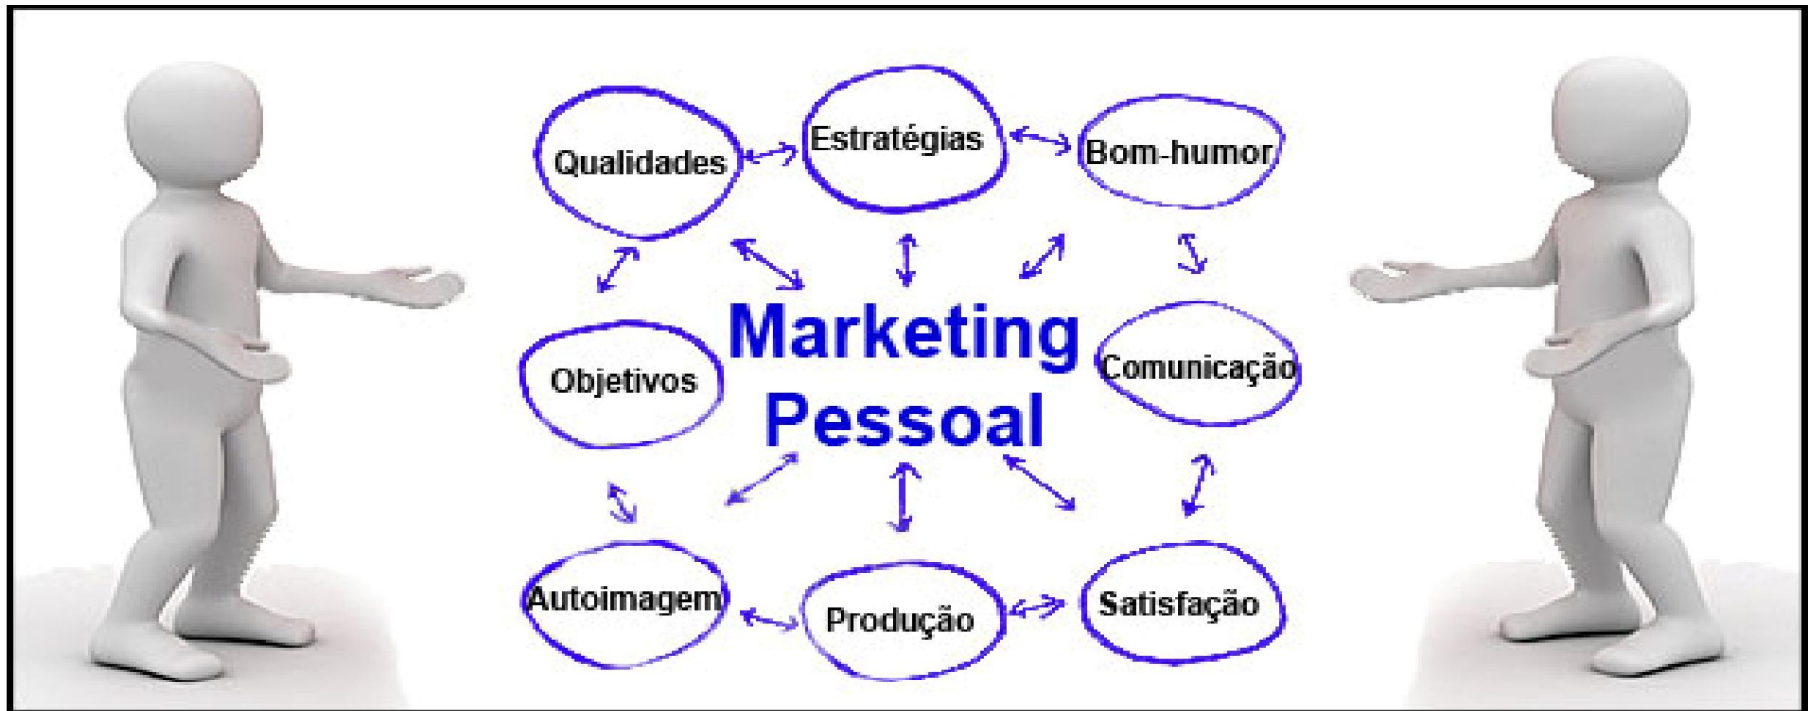 Qualidades
Estratégias
Bom-humor
Marketing
Pessoal
Objetivos
Comunicação
Autoimagem
Produção
Satisfação